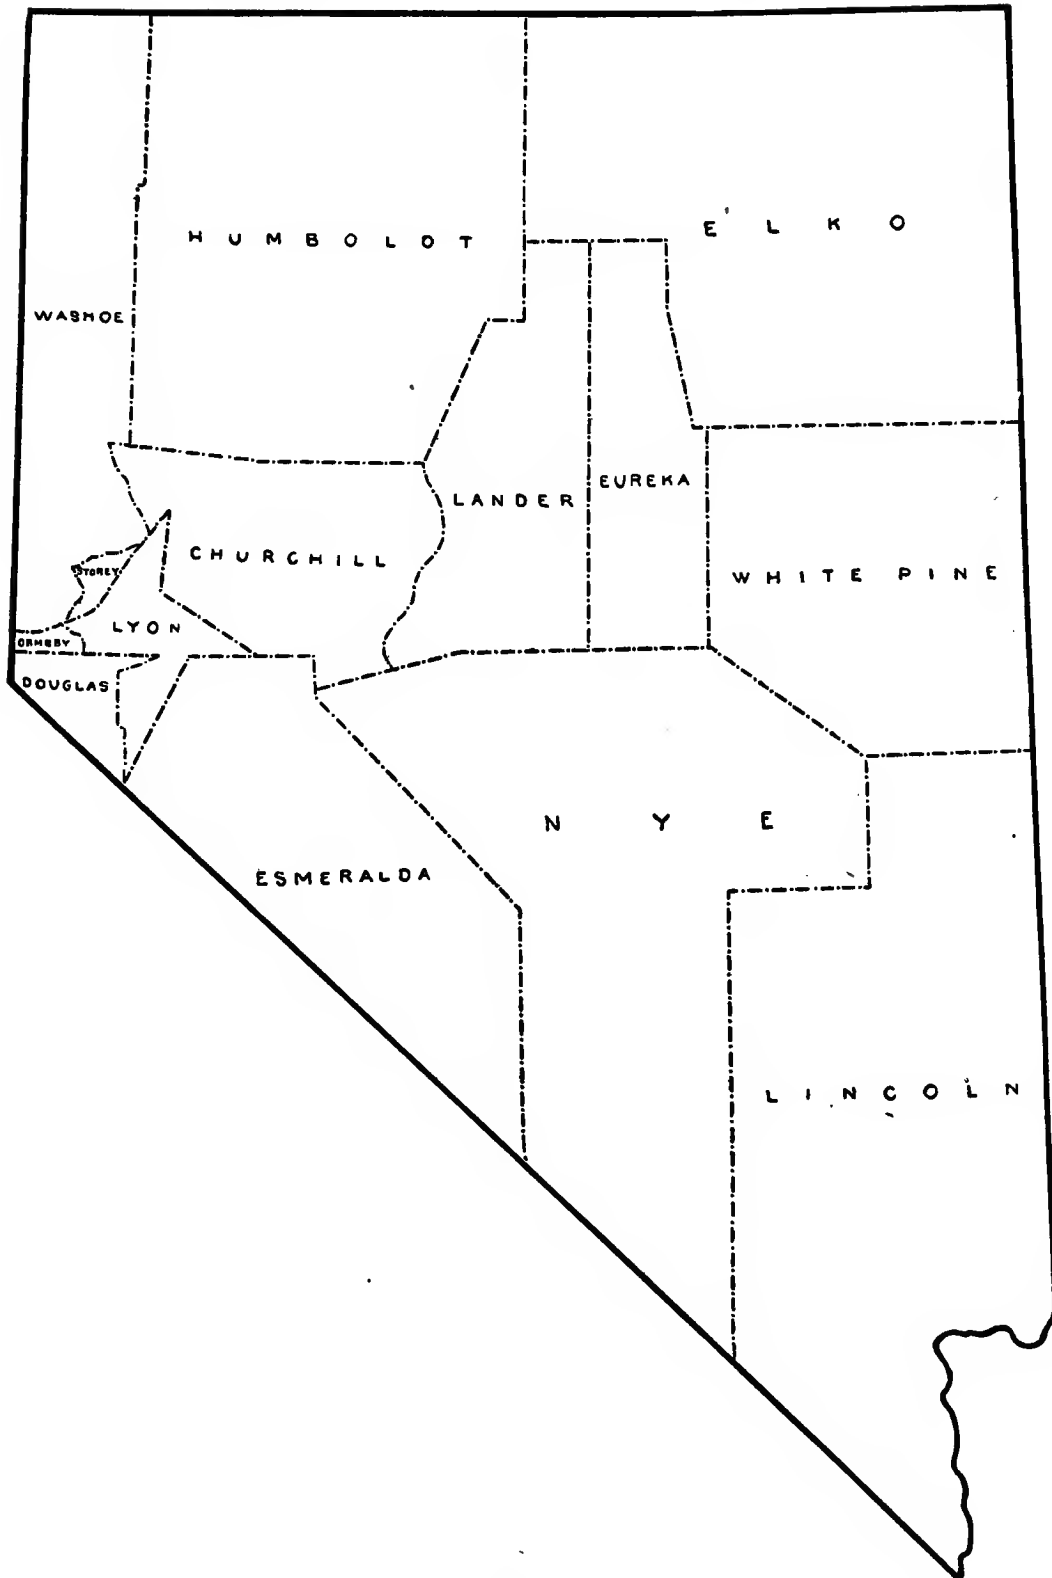 HUMBOLDT
ELKO
WASHOE
LANDER
EUREKA
CHURCHILL
WHITE PINE
STOREY
LYON
ORMSBY
DOUGLAS
NYE
ESMERALDA
LINCOLN